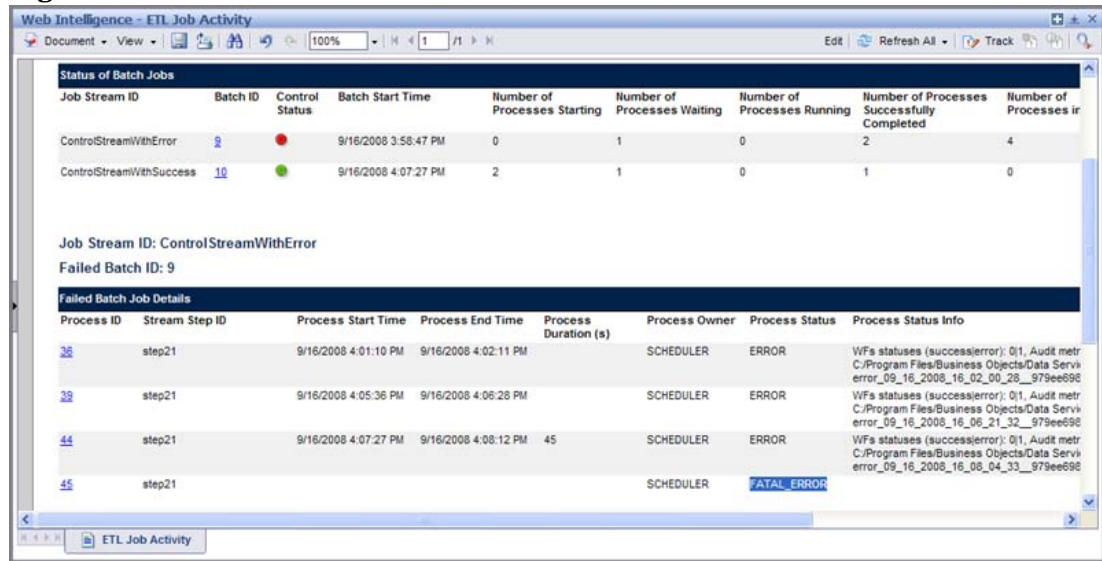 Web Intelligence - ETL Job Activity
Document View 100% 1 /1 Edit Refresh All Track
Status of Batch Jobs
Job Stream ID Batch ID Control Status Batch Start Time Number of Processes Starting Number of Processes Waiting Number of Processes Running Number of Processes Successfully Completed Number of Processes in
ControlStreamWithError 9 9/16/2008 3:58:47 PM 0 1 0 2 4
ControlStreamWithSuccess 10 9/16/2008 4:07:27 PM 2 1 0 1 0
Job Stream ID: ControlStreamWithError
Failed Batch ID: 9
Failed Batch Job Details
Process ID Stream Step ID Process Start Time Process End Time Process Duration (s) Process Owner Process Status Process Status Info
36 step21 9/16/2008 4:01:10 PM 9/16/2008 4:02:11 PM SCHEDULER ERROR WFs statuses (success|error): 0|1, Audit metr
C:/Program Files/Business Objects/Data Servi
error_09_16_2008_16_02_00_28__979ee698
39 step21 9/16/2008 4:05:36 PM 9/16/2008 4:06:28 PM SCHEDULER ERROR WFs statuses (success|error): 0|1, Audit metr
C:/Program Files/Business Objects/Data Servi
error_09_16_2008_16_06_21_32__979ee698
44 step21 9/16/2008 4:07:27 PM 9/16/2008 4:08:12 PM 45 SCHEDULER ERROR WFs statuses (success|error): 0|1, Audit metr
C:/Program Files/Business Objects/Data Servi
error_09_16_2008_16_08_04_33__979ee698
45 step21 SCHEDULER FATAL_ERROR
ETL Job Activity